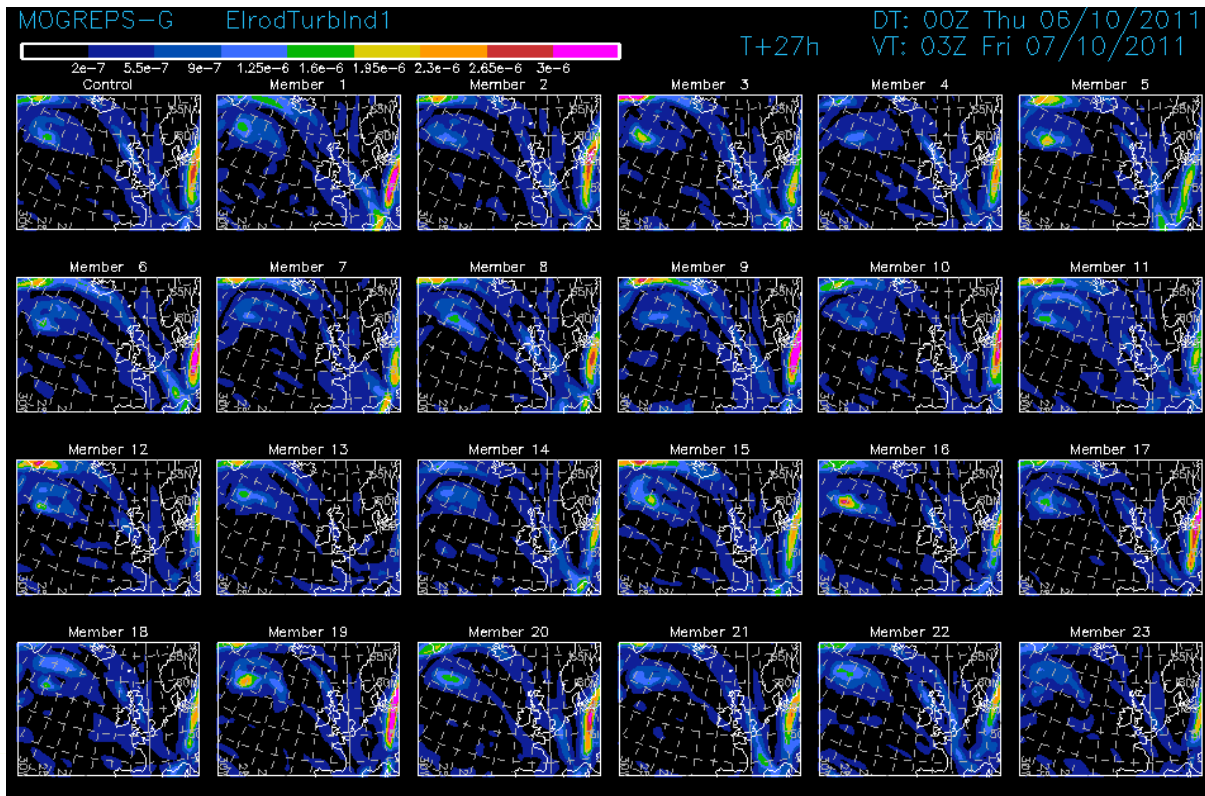 MOGREPS-G ElrodTurbInd1 DT: 00Z Thu 06/10/2011
T+27h VT: 03Z Fri 07/10/2011
2e-7 5.5e-7 9e-7 1.25e-6 1.6e-6 1.95e-6 2.3e-6 2.65e-6 3e-6
Control Member 1 Member 2 Member 3 Member 4 Member 5
Member 6 Member 7 Member 8 Member 9 Member 10 Member 11
Member 12 Member 13 Member 14 Member 15 Member 16 Member 17
Member 18 Member 19 Member 20 Member 21 Member 22 Member 23